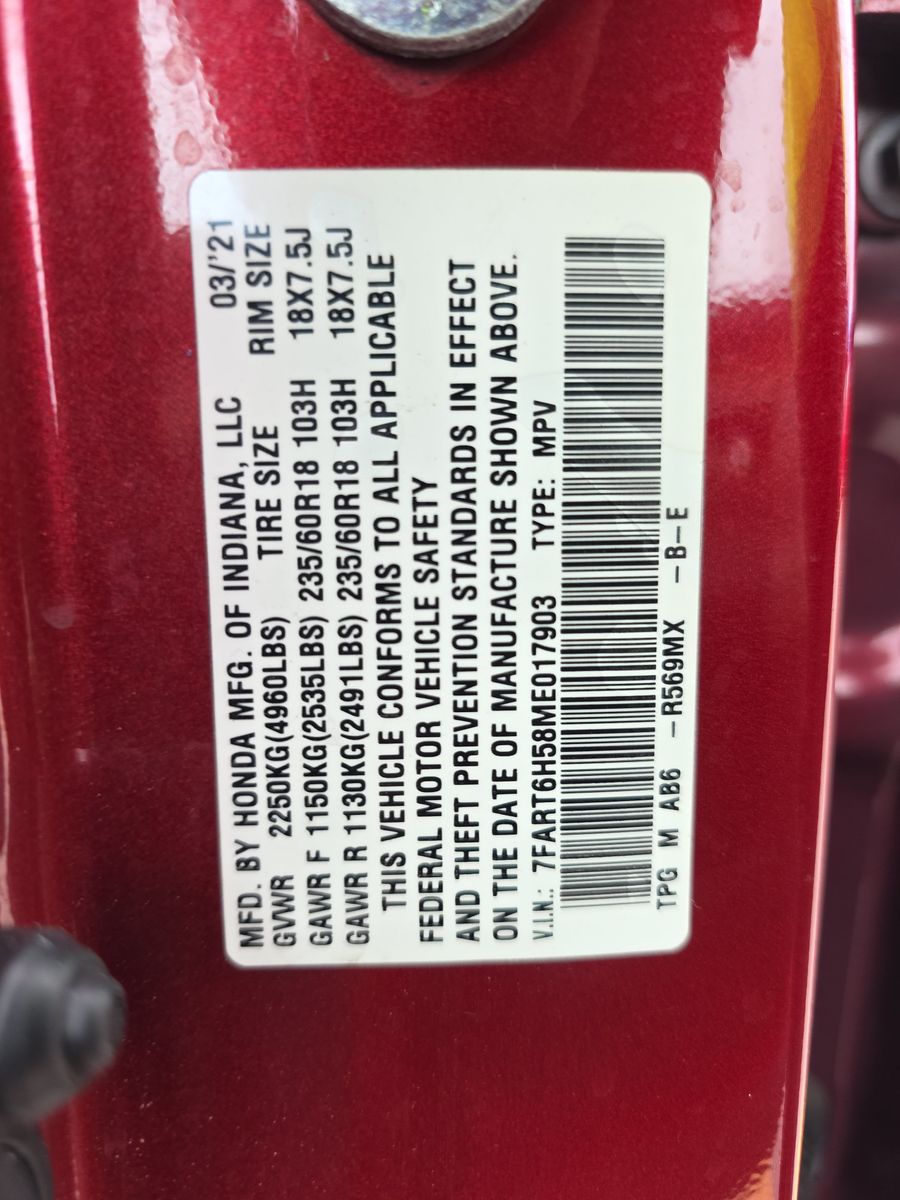 MFD. BY HONDA MFG. OF INDIANA, LLC 03/'21
GVWR 2250KG(4960LBS) TIRE SIZE RIM SIZE
GAWR F 1150KG(2535LBS) 235/60R18 103H 18X7.5J
GAWR R 1130KG(2491LBS) 235/60R18 103H 18X7.5J
THIS VEHICLE CONFORMS TO ALL APPLICABLE
FEDERAL MOTOR VEHICLE SAFETY
AND THEFT PREVENTION STANDARDS IN EFFECT
ON THE DATE OF MANUFACTURE SHOWN ABOVE.
V.I.N.: 7FART6H58ME017903 TYPE: MPV
TPG M AB6 -R569MX -B-E